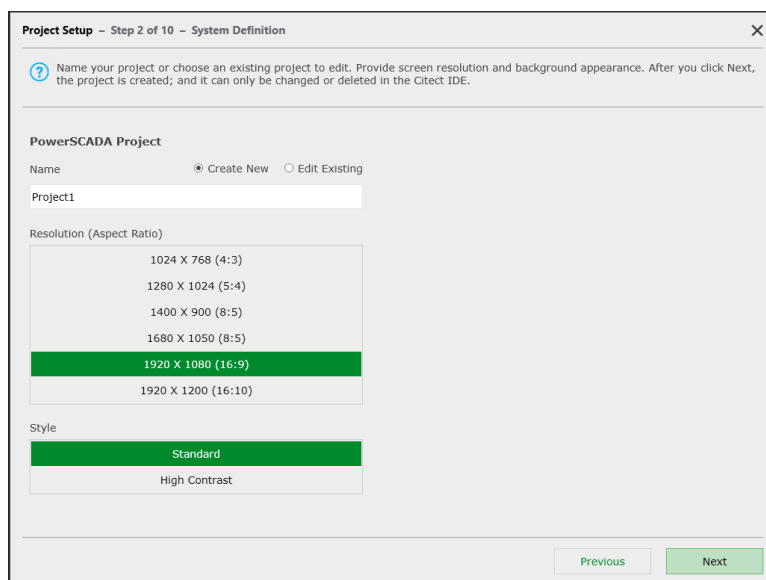 Project Setup – Step 2 of 10 – System Definition
Name your project or choose an existing project to edit. Provide screen resolution and background appearance. After you click Next,
the project is created; and it can only be changed or deleted in the Citect IDE.
PowerSCADA Project
Name Create New Edit Existing
Project1
Resolution (Aspect Ratio)
1024 X 768 (4:3)
1280 X 1024 (5:4)
1400 X 900 (8:5)
1680 X 1050 (8:5)
1920 X 1080 (16:9)
1920 X 1200 (16:10)
Style
Standard
High Contrast
Previous Next